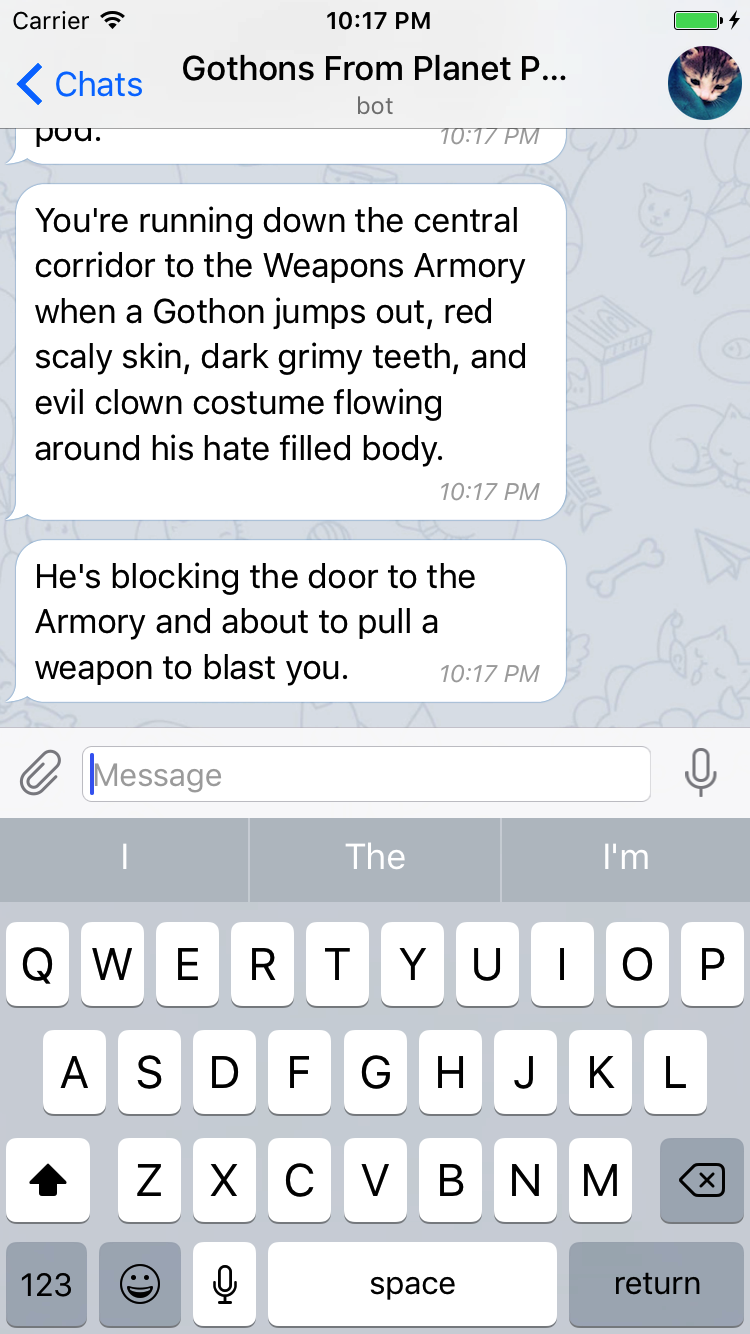 Carrier 10:17 PM
Chats Gothons From Planet P...
bot
pod. 10:17 PM
You're running down the central
corridor to the Weapons Armory
when a Gothon jumps out, red
scaly skin, dark grimy teeth, and
evil clown costume flowing
around his hate filled body.
10:17 PM
He's blocking the door to the
Armory and about to pull a
weapon to blast you. 10:17 PM
Message
I The I'm
Q W E R T Y U I O P
A S D F G H J K L
Z X C V B N M
123 space return